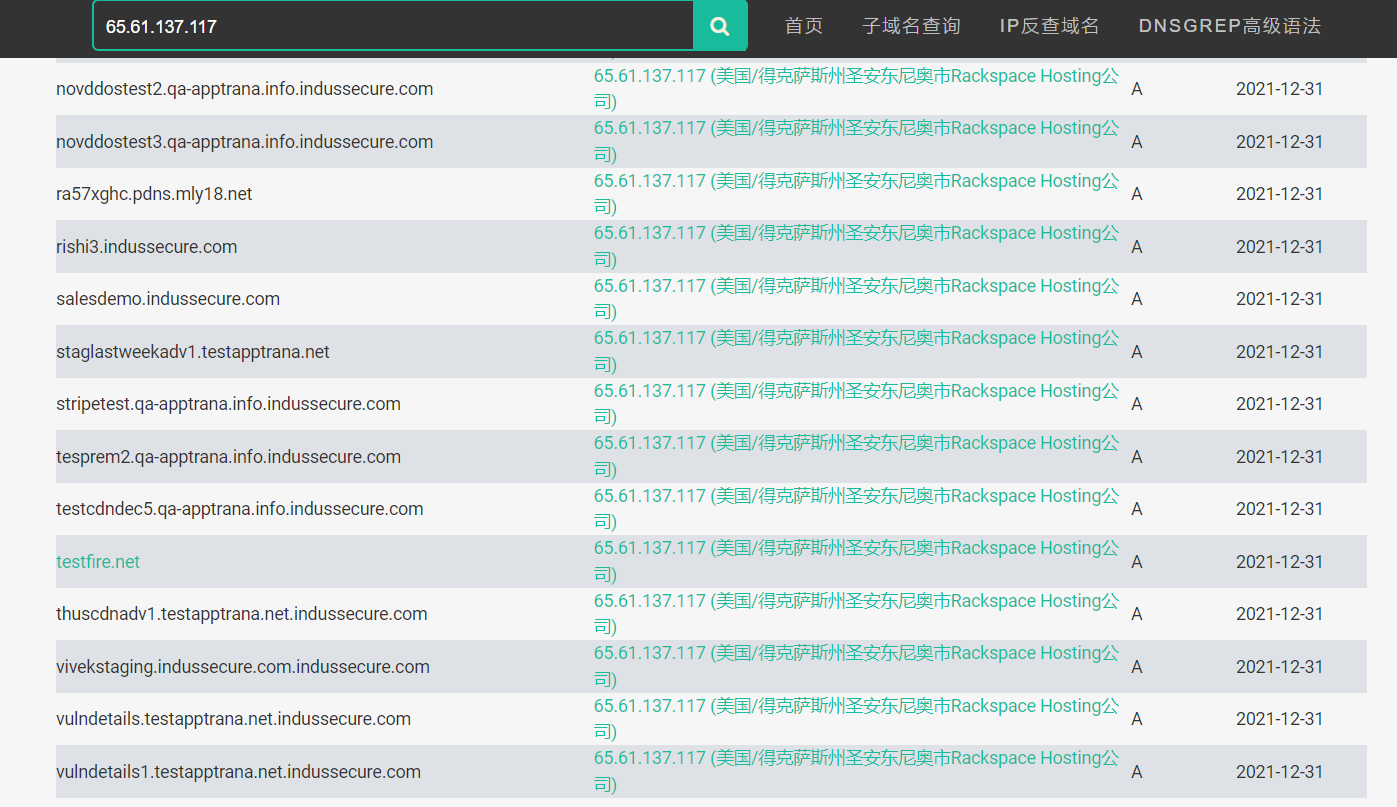 65.61.137.117 首页 子域名查询 IP反查域名 DNSGREP高级语法
novddostest2.qa-apptrana.info.indussecure.com 65.61.137.117 (美国/得克萨斯州圣安东尼奥市Rackspace Hosting公 A 2021-12-31
司)
novddostest3.qa-apptrana.info.indussecure.com 65.61.137.117 (美国/得克萨斯州圣安东尼奥市Rackspace Hosting公 A 2021-12-31
司)
ra57xghc.pdns.mly18.net 65.61.137.117 (美国/得克萨斯州圣安东尼奥市Rackspace Hosting公 A 2021-12-31
司)
rishi3.indussecure.com 65.61.137.117 (美国/得克萨斯州圣安东尼奥市Rackspace Hosting公 A 2021-12-31
司)
salesdemo.indussecure.com 65.61.137.117 (美国/得克萨斯州圣安东尼奥市Rackspace Hosting公 A 2021-12-31
司)
staglastweekadv1.testapptrana.net 65.61.137.117 (美国/得克萨斯州圣安东尼奥市Rackspace Hosting公 A 2021-12-31
司)
stripetest.qa-apptrana.info.indussecure.com 65.61.137.117 (美国/得克萨斯州圣安东尼奥市Rackspace Hosting公 A 2021-12-31
司)
tesprem2.qa-apptrana.info.indussecure.com 65.61.137.117 (美国/得克萨斯州圣安东尼奥市Rackspace Hosting公 A 2021-12-31
司)
testcdndec5.qa-apptrana.info.indussecure.com 65.61.137.117 (美国/得克萨斯州圣安东尼奥市Rackspace Hosting公 A 2021-12-31
司)
testfire.net 65.61.137.117 (美国/得克萨斯州圣安东尼奥市Rackspace Hosting公 A 2021-12-31
司)
thuscdnadv1.testapptrana.net.indussecure.com 65.61.137.117 (美国/得克萨斯州圣安东尼奥市Rackspace Hosting公 A 2021-12-31
司)
vivekstaging.indussecure.com.indussecure.com 65.61.137.117 (美国/得克萨斯州圣安东尼奥市Rackspace Hosting公 A 2021-12-31
司)
vulndetails.testapptrana.net.indussecure.com 65.61.137.117 (美国/得克萨斯州圣安东尼奥市Rackspace Hosting公 A 2021-12-31
司)
vulndetails1.testapptrana.net.indussecure.com 65.61.137.117 (美国/得克萨斯州圣安东尼奥市Rackspace Hosting公 A 2021-12-31
司)